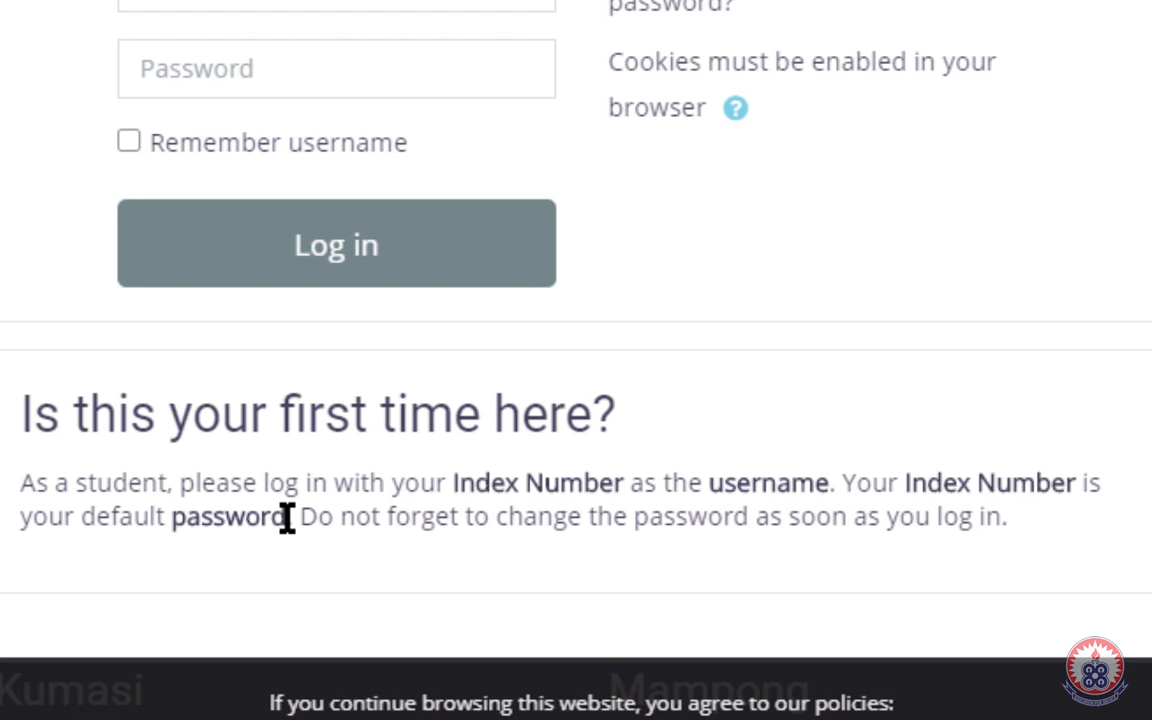 password?
Password
Cookies must be enabled in your
browser ?
Remember username
Log in
Is this your first time here?
As a student, please log in with your Index Number as the username. Your Index Number is
your default password. Do not forget to change the password as soon as you log in.
Kumasi
Mampong
If you continue browsing this website, you agree to our policies: